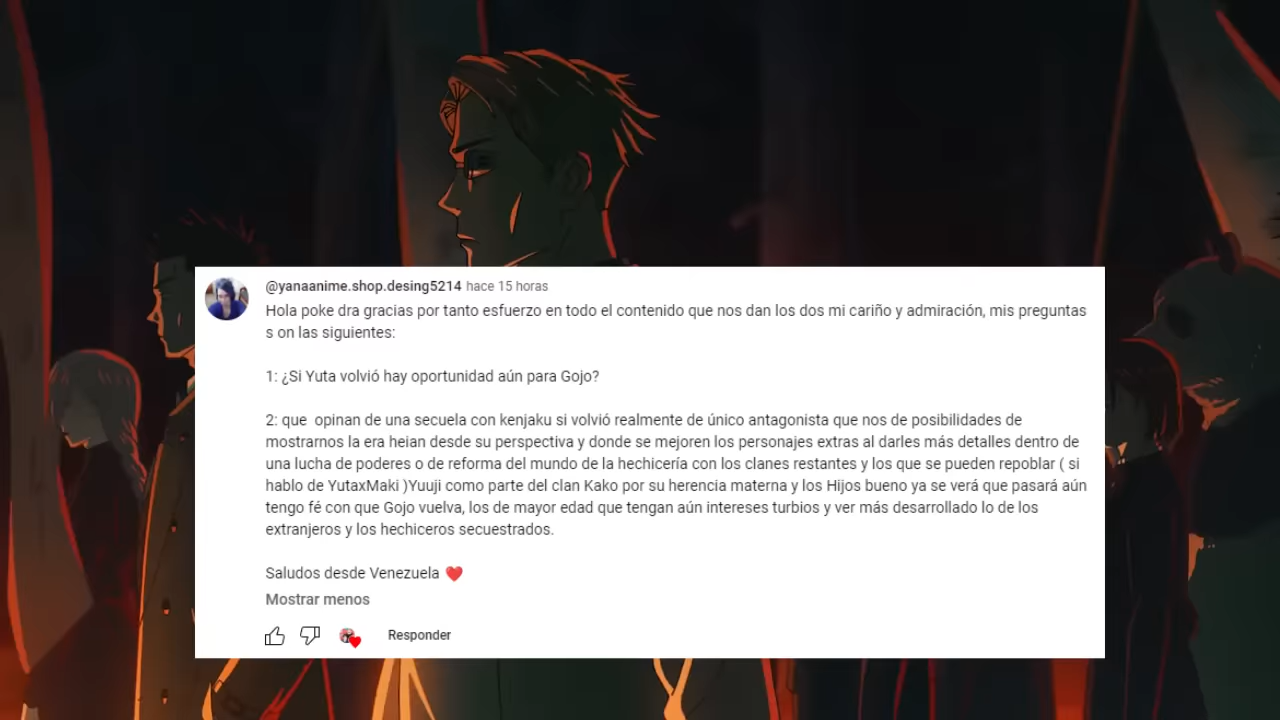 @yanaanime.shop.desing5214 hace 15 horas
Hola poke dra gracias por tanto esfuerzo en todo el contenido que nos dan los dos mi cariño y admiración, mis preguntas
s on las siguientes:
1: ¿Si Yuta volvió hay oportunidad aún para Gojo?
2: que  opinan de una secuela con kenjaku si volvió realmente de único antagonista que nos de posibilidades de
mostrarnos la era heian desde su perspectiva y donde se mejoren los personajes extras al darles más detalles dentro de
una lucha de poderes o de reforma del mundo de la hechicería con los clanes restantes y los que se pueden repoblar ( si
hablo de YutaxMaki )Yuuji como parte del clan Kako por su herencia materna y los Hijos bueno ya se verá que pasará aún
tengo fé con que Gojo vuelva, los de mayor edad que tengan aún intereses turbios y ver más desarrollado lo de los
extranjeros y los hechiceros secuestrados.
Saludos desde Venezuela ❤️
Mostrar menos
Responder